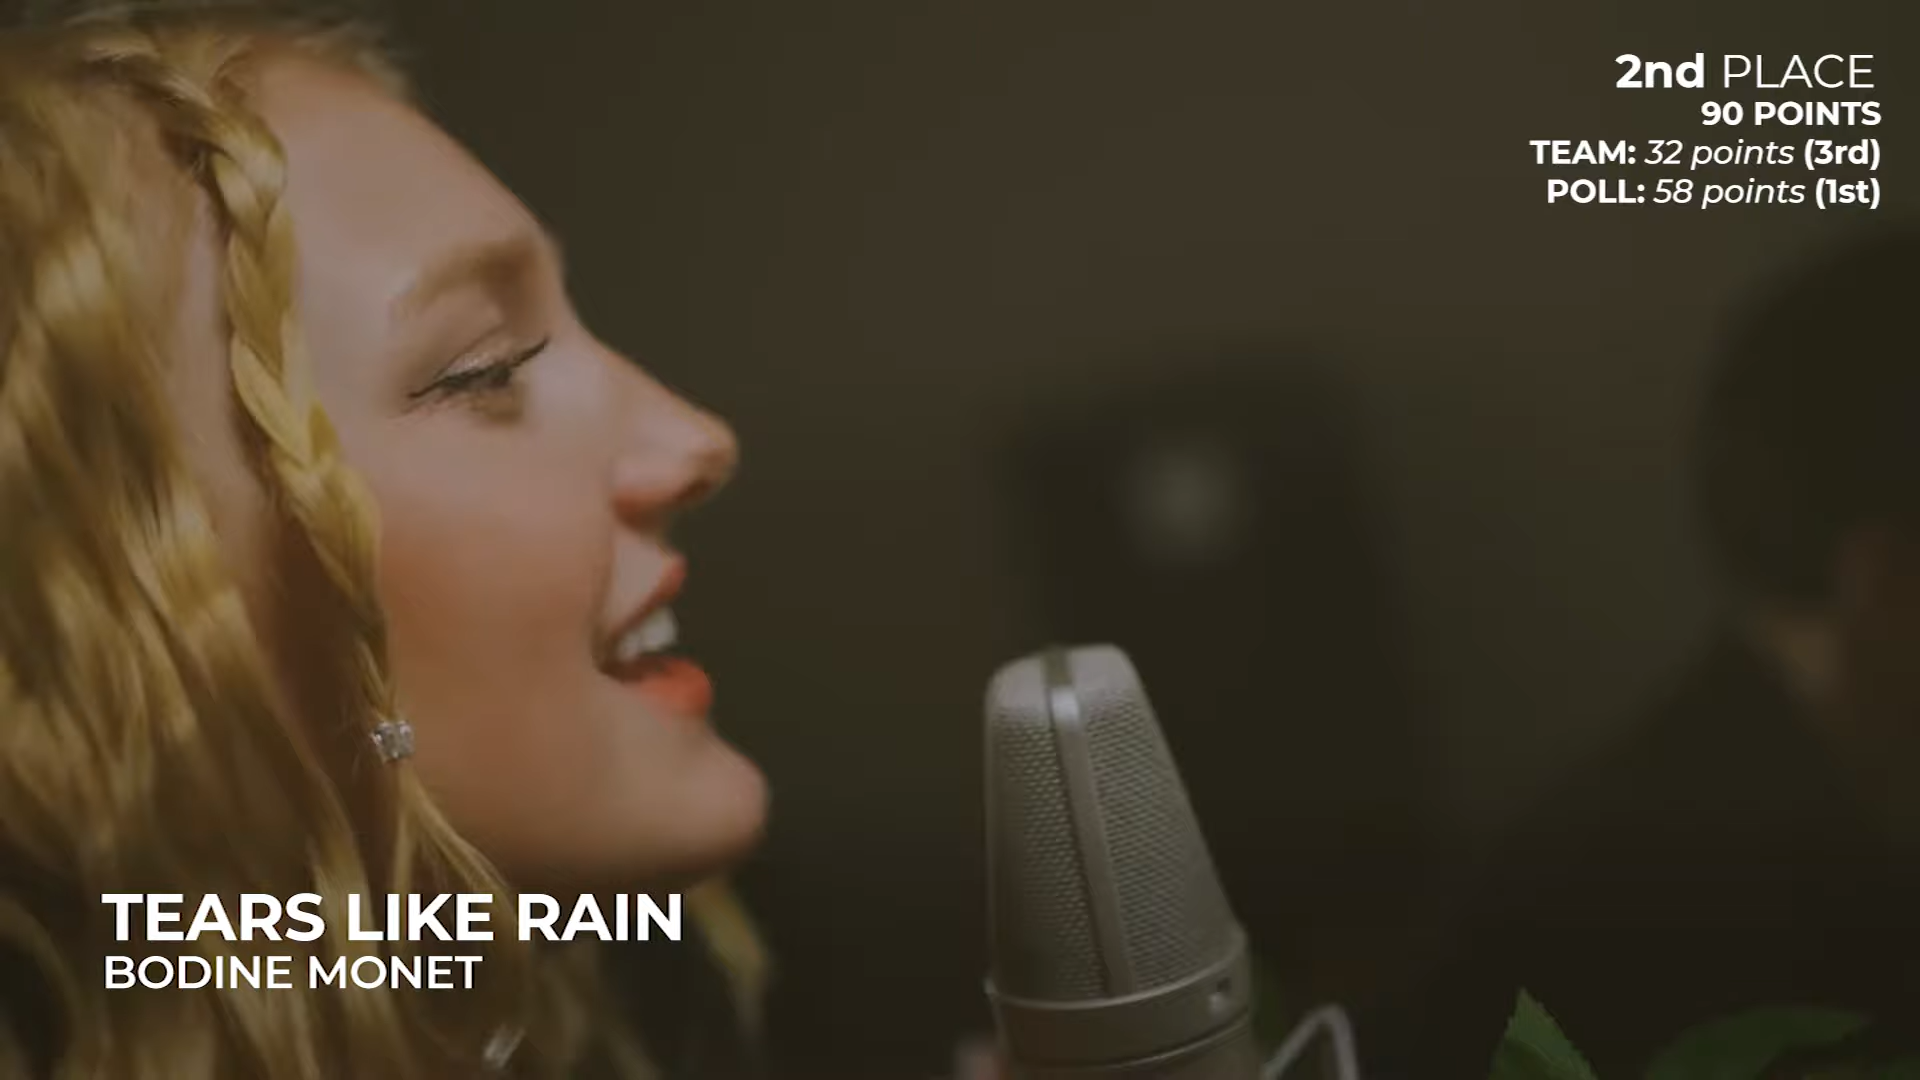 2nd PLACE
90 POINTS
TEAM: 32 points (3rd)
POLL: 58 points (1st)
TEARS LIKE RAIN
BODINE MONET